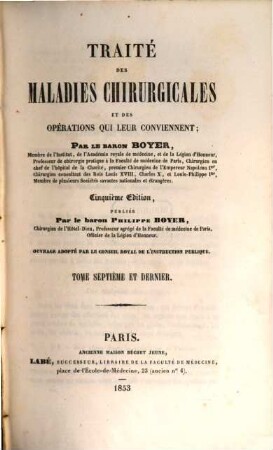 TRAITÉ
DES
MALADIES CHIRURGICALES
ET DES
OPÉRATIONS QUI LEUR CONVIENNENT;
PAR LE BARON BOYER,
Membre de l'Institut, de l'Académie royale de médecine, et de la Légion d'Honneur,
Professeur de chirurgie pratique à la Faculté de médecine de Paris, Chirurgien en
chef de l'hôpital de la Charité, premier Chirurgien de l'Empereur Napoléon Ier,
Chirurgien consultant des Rois Louis XVIII, Charles X, et Louis-Philippe Ier,
Membre de plusieurs Sociétés savantes nationales et étrangères.
Cinquième Edition,
PUBLIÉE
Par le baron PHILIPPE BOYER,
Chirurgien de l'Hôtel-Dieu, Professeur agrégé de la Faculté de médecine de Paris,
Officier de la Légion d'Honneur.
OUVRAGE ADOPTÉ PAR LE CONSEIL ROYAL DE L'INSTRUCTION PUBLIQUE.
TOME SEPTIÈME ET DERNIER.
PARIS.
ANCIENNE MAISON BÉCHET JEUNE,
LABÉ, SUCCESSEUR, LIBRAIRE DE LA FACULTÉ DE MÉDECINE,
place de l'École-de-Médecine, 23 (ancien n° 4).
1853